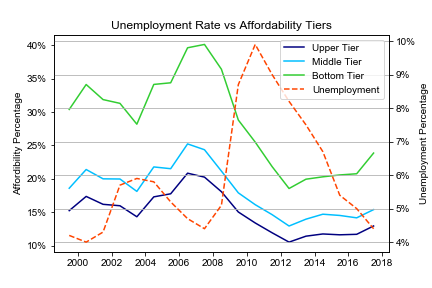 Unemployment Rate vs Affordability Tiers
Affordibility Percentage
40%
35%
30%
25%
20%
15%
10%
Upper Tier
Middle Tier
Bottom Tier
Unemployment
10%
9%
8%
7%
6%
5%
4%
Unemployment Percentage
2000 2002 2004 2006 2008 2010 2012 2014 2016 2018